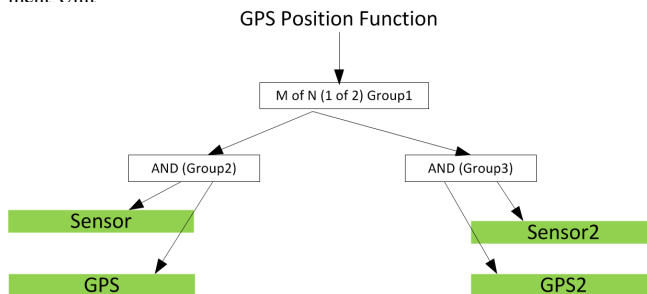 GPS Position Function
M of N (1 of 2) Group1
AND (Group2)
AND (Group3)
Sensor
Sensor2
GPS
GPS2